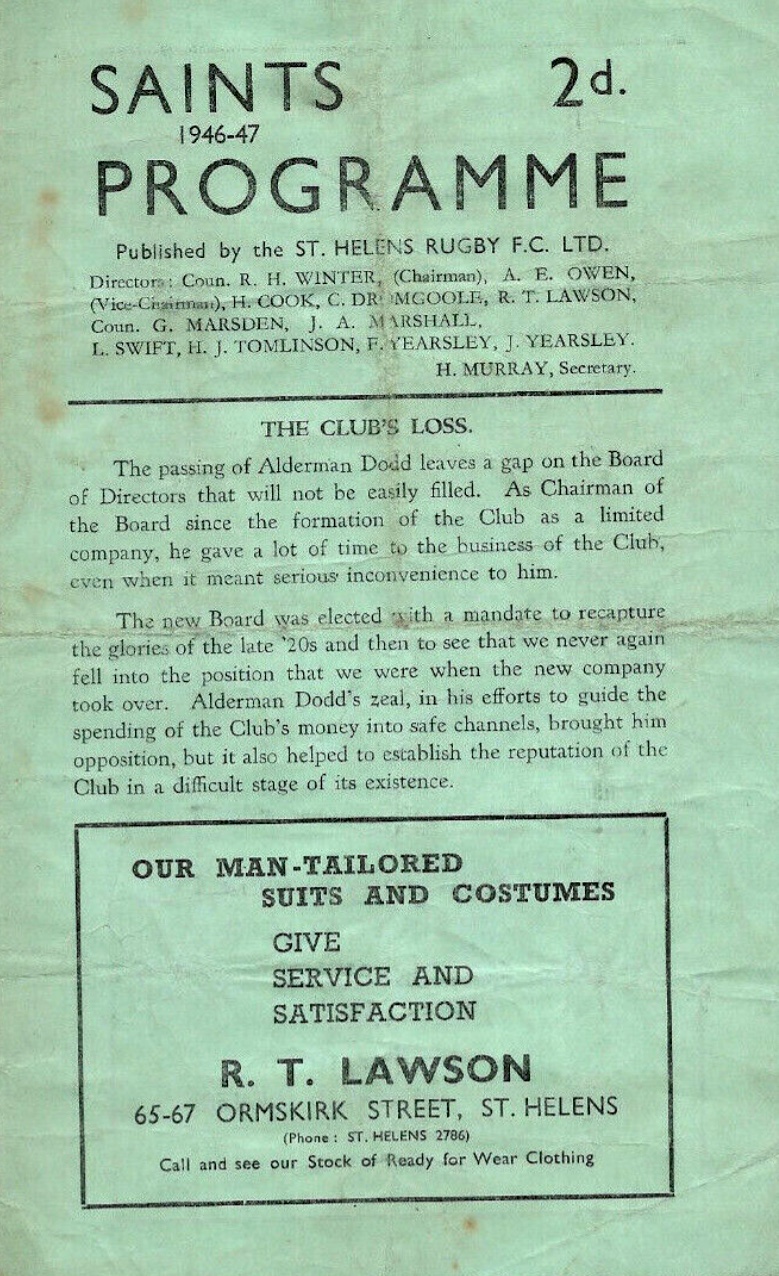 SAINTS 2d.
1946-47
PROGRAMME
Published by the ST. HELENS RUGBY F.C. LTD.
Directors: Coun. R. H. WINTER, (Chairman), A. E. OWEN,
(Vice-Chairman), H. COOK, C. DROMGOOLE, R. T. LAWSON,
Coun. G. MARSDEN, J. A. MARSHALL,
L. SWIFT, H. J. TOMLINSON, F. YEARSLEY, J. YEARSLEY.
H. MURRAY, Secretary.
THE CLUB'S LOSS.
The passing of Alderman Dodd leaves a gap on the Board
of Directors that will not be easily filled. As Chairman of
the Board since the formation of the Club as a limited
company, he gave a lot of time to the business of the Club,
even when it meant serious inconvenience to him.
The new Board was elected with a mandate to recapture
the glories of the late '20s and then to see that we never again
fell into the position that we were when the new company
took over. Alderman Dodd's zeal, in his efforts to guide the
spending of the Club's money into safe channels, brought him
opposition, but it also helped to establish the reputation of the
Club in a difficult stage of its existence.
OUR MAN-TAILORED
SUITS AND COSTUMES
GIVE
SERVICE AND
SATISFACTION
R. T. LAWSON
65-67 ORMSKIRK STREET, ST. HELENS
(Phone: ST. HELENS 2786)
Call and see our Stock of Ready for Wear Clothing